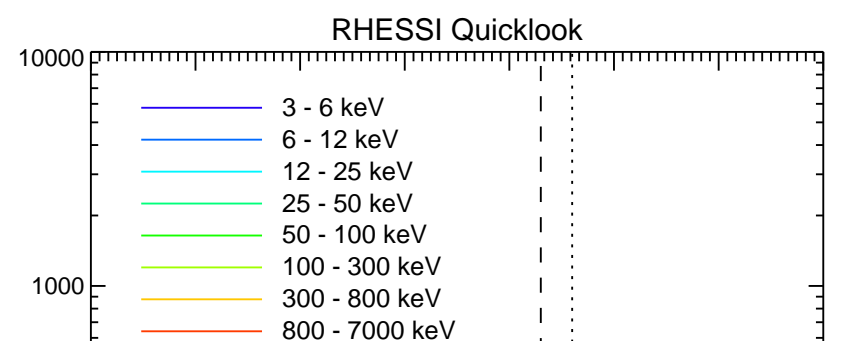 RHESSI Quicklook
10000
3 - 6 keV
6 - 12 keV
12 - 25 keV
25 - 50 keV
50 - 100 keV
100 - 300 keV
1000
300 - 800 keV
800 - 7000 keV